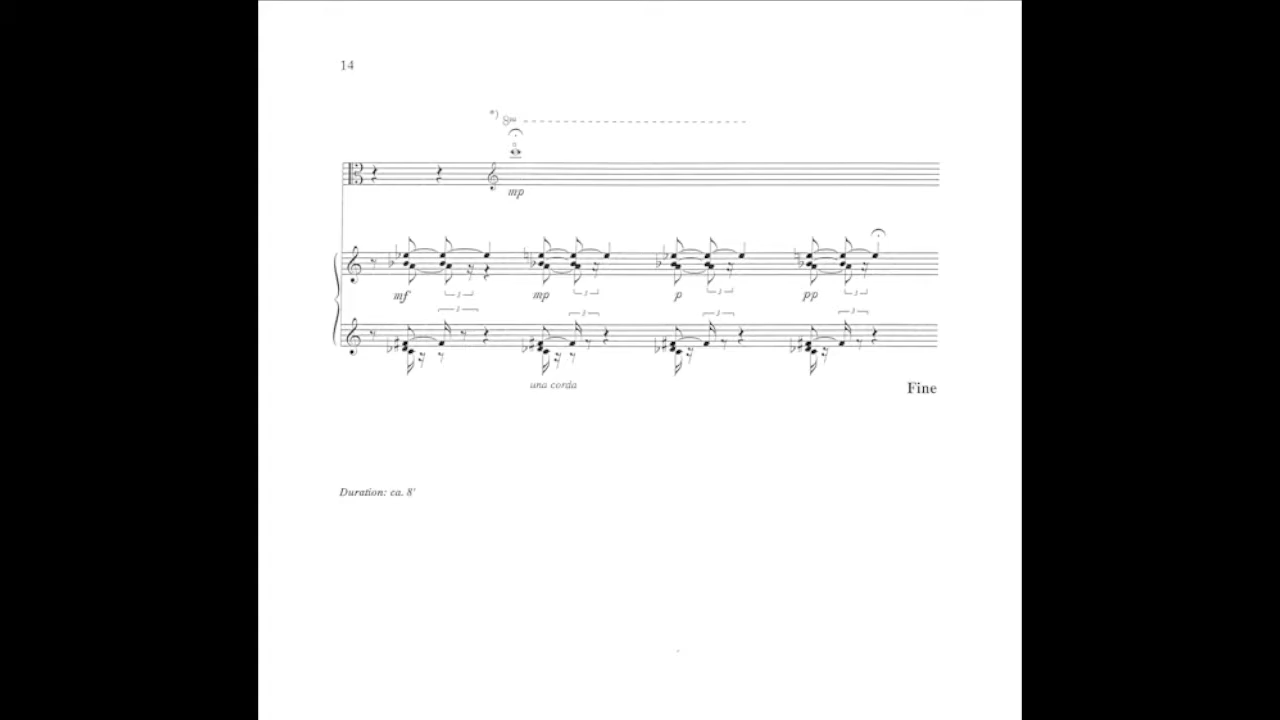 14
*) 8va
mp
mf mp p pp
3 3 3 3
3 3 3 3
una corda
Fine
Duration: ca. 8'